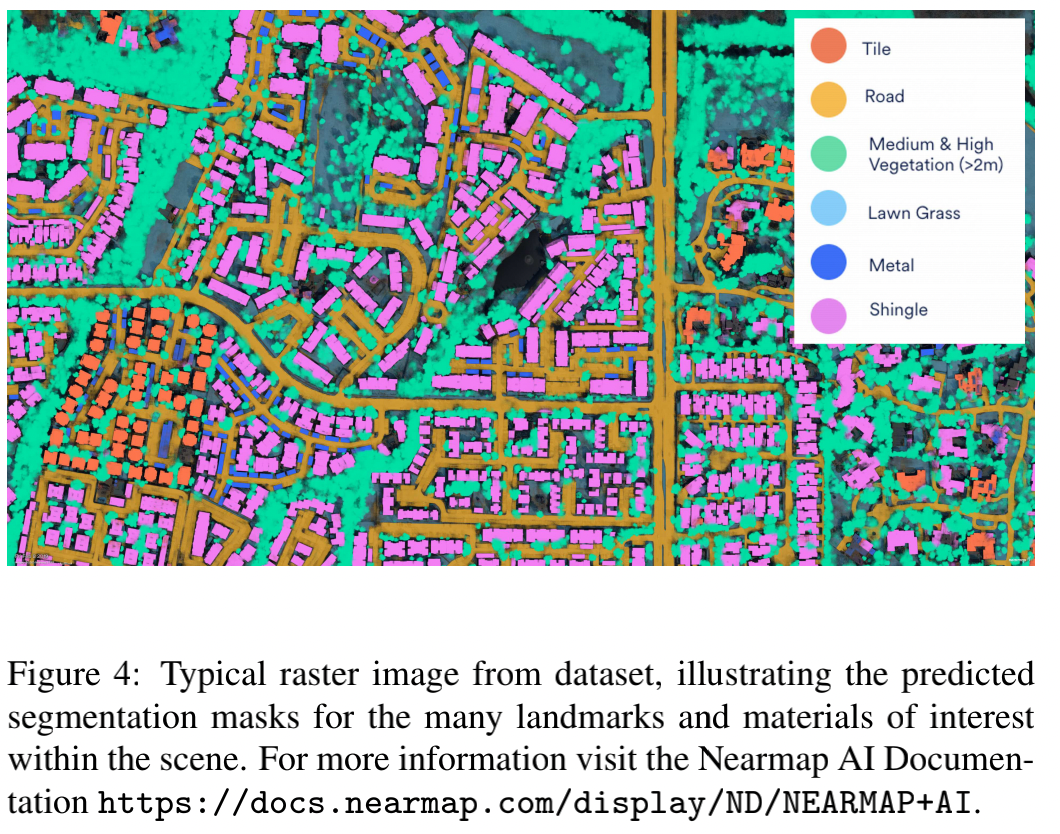 Tile
Road
Medium & High
Vegetation (>2m)
Lawn Grass
Metal
Shingle
Figure 4: Typical raster image from dataset, illustrating the predicted
segmentation masks for the many landmarks and materials of interest
within the scene. For more information visit the Nearmap AI Documen-
tation https://docs.nearmap.com/display/ND/NEARMAP+AI.